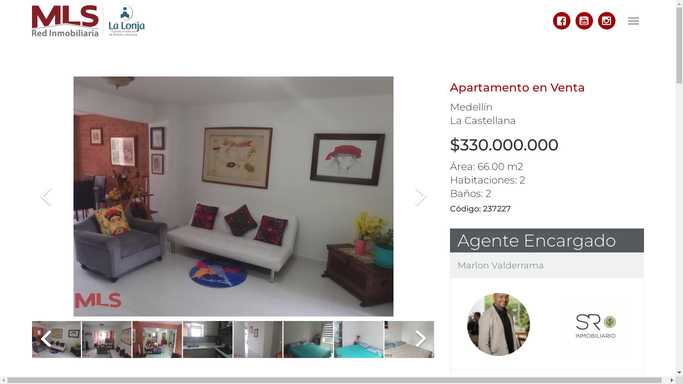 MLS
Red Inmobiliaria
La Lonja
Apartamento en Venta
Medellín
La Castellana
$330.000.000
Área: 66.00 m2
Habitaciones: 2
Baños: 2
Código: 237227
Agente Encargado
Marlon Valderrama
SR
INMOBILIARIO
MLS